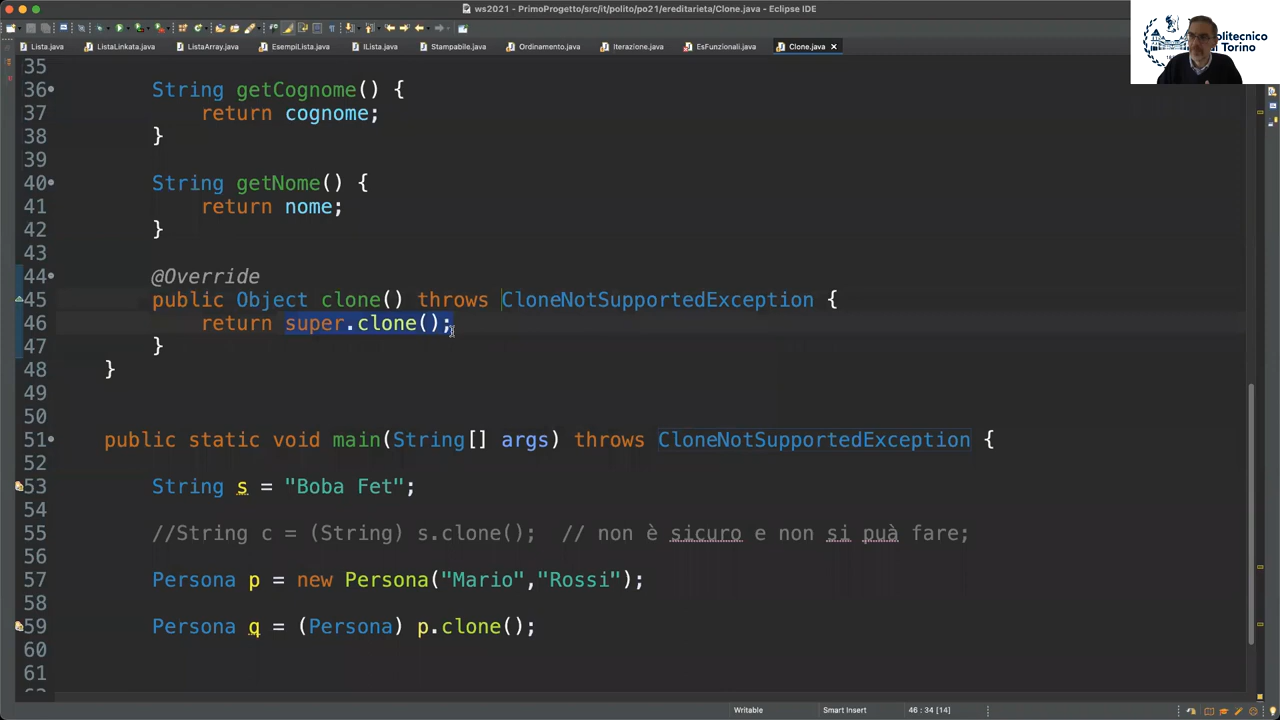 ws2021 - PrimoProgetto/src/it/polito/po21/ereditarieta/Clone.java - Eclipse IDE
Lista.java ListaLinkata.java ListaArray.java EsempiLista.java IListe.java Stampabile.java Ordinamento.java Iterazione.java EsFunzionali.java Clone.java
Politecnico
di Torino
35
36 String getCognome() {
37 return cognome;
38 }
39
40 String getNome() {
41 return nome;
42 }
43
44 @Override
45 public Object clone() throws CloneNotSupportedException {
46 return super.clone();
47 }
48 }
49
50
51 public static void main(String[] args) throws CloneNotSupportedException {
52
53 String s = "Boba Fet";
54
55 //String c = (String) s.clone(); // non è sicuro e non si puà fare;
56
57 Persona p = new Persona("Mario","Rossi");
58
59 Persona q = (Persona) p.clone();
60
61
Writable Smart Insert 46 : 34 [14]